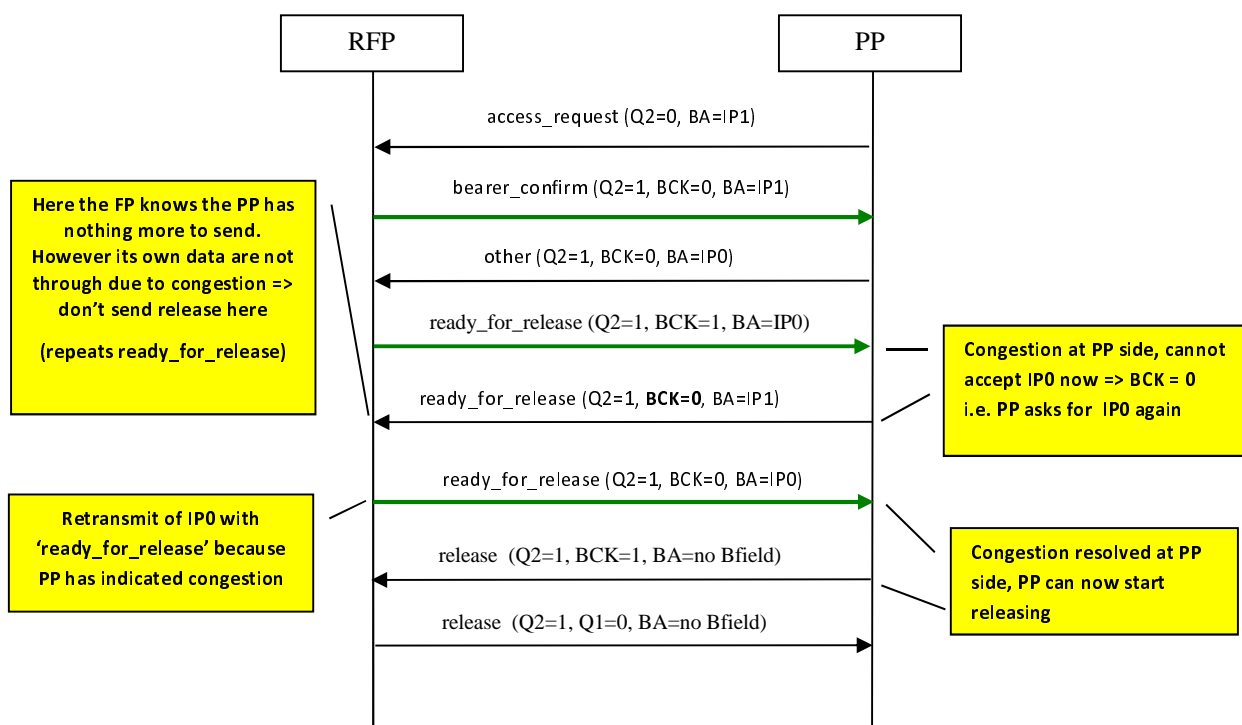 RFP
PP
access_request (Q2=0, BA=IP1)
bearer_confirm (Q2=1, BCK=0, BA=IP1)
Here the FP knows the PP has
nothing more to send.
However its own data are not
through due to congestion =>
don't send release here
(repeats ready_for_release)
other (Q2=1, BCK=0, BA=IP0)
ready_for_release (Q2=1, BCK=1, BA=IP0)
Congestion at PP side, cannot
accept IP0 now => BCK = 0
i.e. PP asks for IP0 again
ready_for_release (Q2=1, BCK=0, BA=IP1)
ready_for_release (Q2=1, BCK=0, BA=IP0)
Retransmit of IP0 with
‘ready_for_release’ because
PP has indicated congestion
release (Q2=1, BCK=1, BA=no Bfield)
Congestion resolved at PP
side, PP can now start
releasing
release (Q2=1, Q1=0, BA=no Bfield)